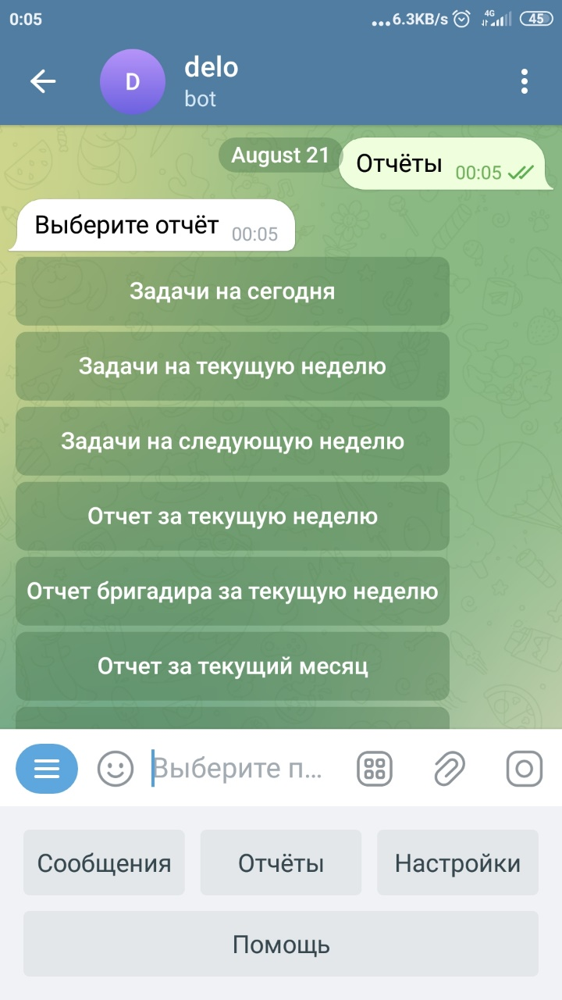 0:05
...6.3KB/s 4G 45
D
delo
bot
August 21
Отчёты 00:05
Выберите отчёт 00:05
Задачи на сегодня
Задачи на текущую неделю
Задачи на следующую неделю
Отчет за текущую неделю
Отчет бригадира за текущую неделю
Отчет за текущий месяц
Выберите п...
Сообщения
Отчёты
Настройки
Помощь